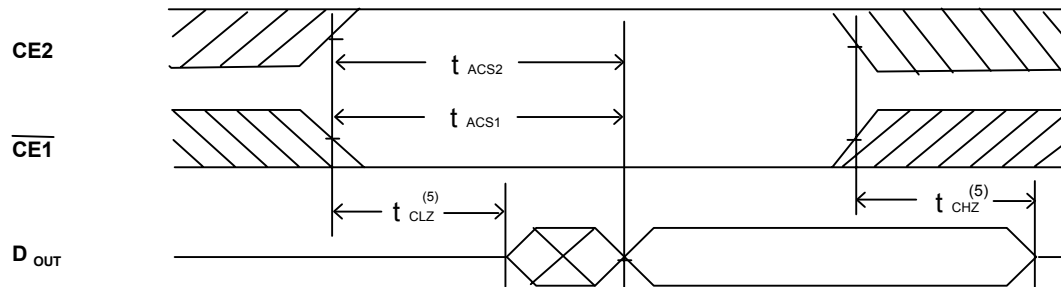 CE2
t ACS2
t ACS1
CE1
t CLZ (5)
t CHZ (5)
D OUT